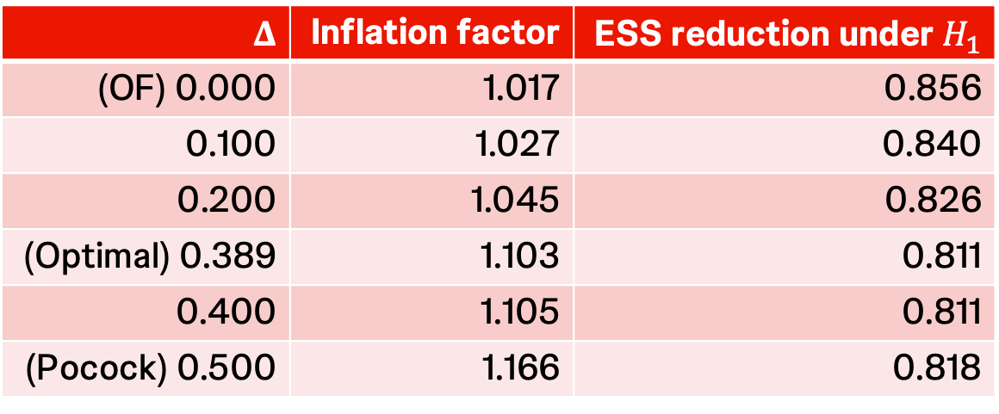 Δ Inflation factor ESS reduction under H₁
(OF) 0.000 1.017 0.856
0.100 1.027 0.840
0.200 1.045 0.826
(Optimal) 0.389 1.103 0.811
0.400 1.105 0.811
(Pocock) 0.500 1.166 0.818